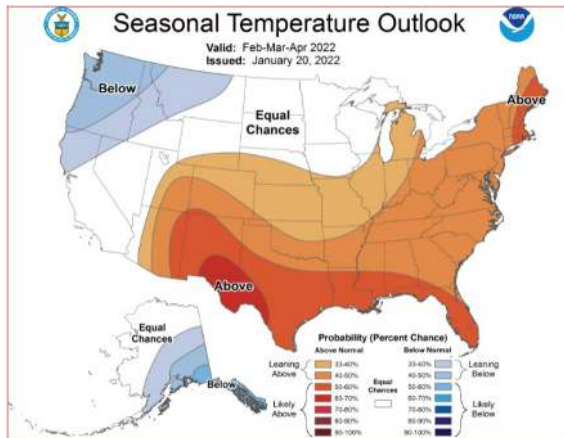 Seasonal Temperature Outlook
Valid: Feb-Mar-Apr 2022
Issued: January 20, 2022
NOAA
Below
Equal
Chances
Above
Above
Equal
Chances
Below
Probability (Percent Chance)
Above Normal
Below Normal
Leaning
Above
33-40%
40-50%
Likely
Above
50-60%
60-70%
70-80%
80-90%
90-100%
Equal
Chances
33-40%
40-50%
Leaning
Below
50-60%
60-70%
70-80%
80-90%
90-100%
Likely
Below